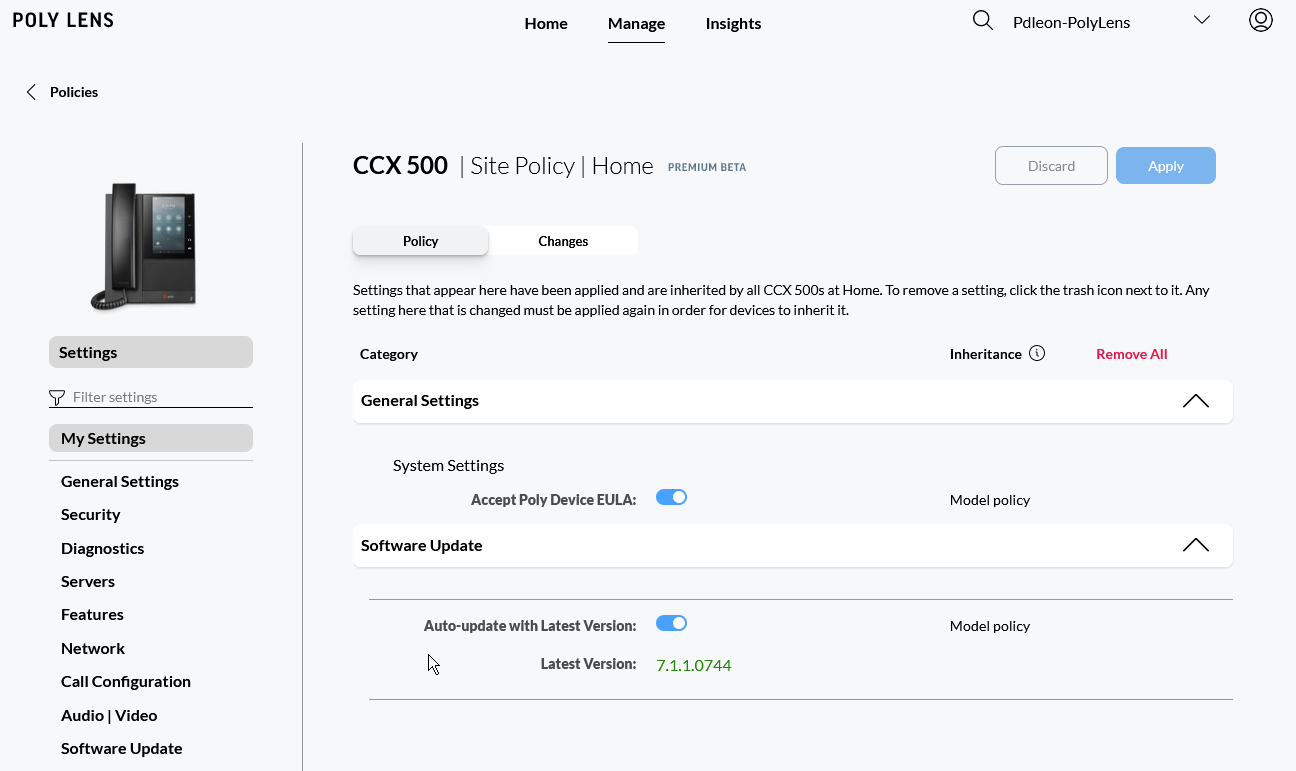 POLY LENS
Home
Manage
Insights
Pdleon-PolyLens
Policies
CCX 500 | Site Policy | Home PREMIUM BETA
Discard
Apply
Policy
Changes
Settings that appear here have been applied and are inherited by all CCX 500s at Home. To remove a setting, click the trash icon next to it. Any
setting here that is changed must be applied again in order for devices to inherit it.
Settings
Filter settings
My Settings
General Settings
Security
Diagnostics
Servers
Features
Network
Call Configuration
Audio | Video
Software Update
Category
Inheritance
Remove All
General Settings
System Settings
Accept Poly Device EULA:
Model policy
Software Update
Auto-update with Latest Version:
Model policy
Latest Version: 7.1.1.0744